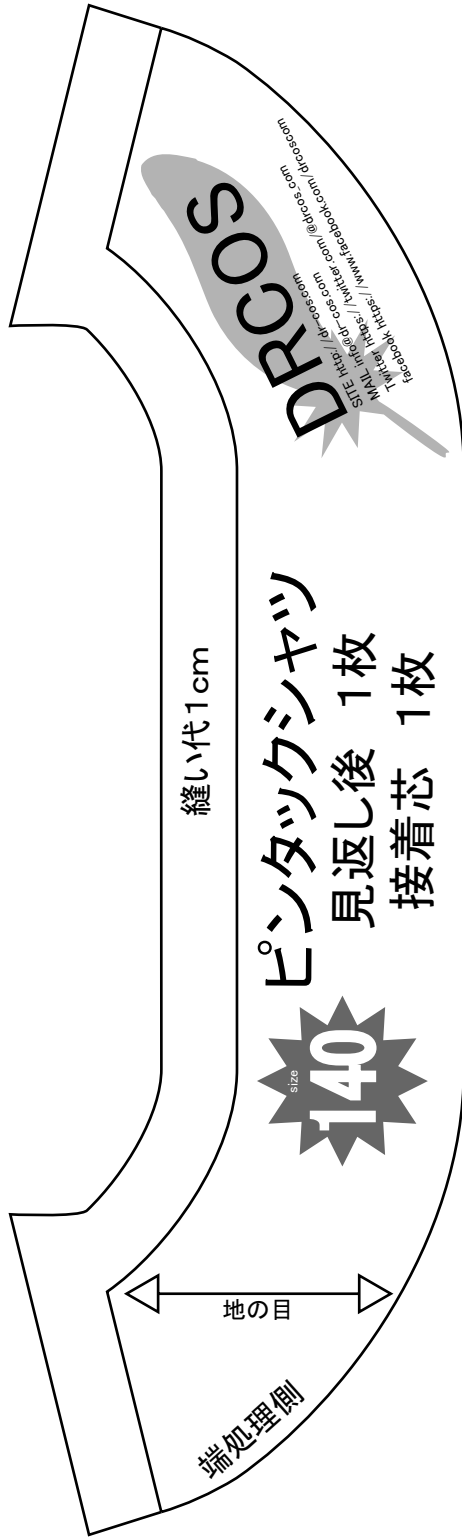 DRCOS
SITE http://dr-cos.com
MAIL info@dr-cos.com
Twitter https://twitter.com/@drcos_com
facebook https://www.facebook.com/drcoscom
縫い代1cm
ピンタックシャツ
見返し後 1枚
接着芯 1枚
size
140
地の目
端処理側